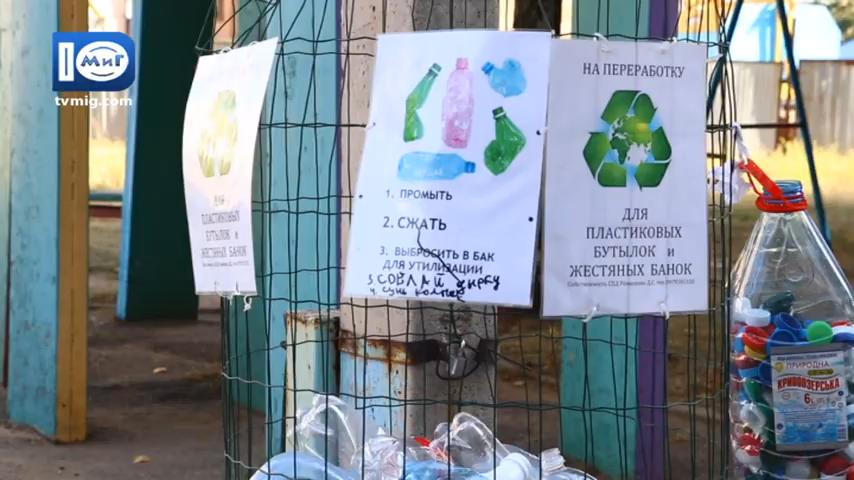 МиГ
tvmig.com
ДЛЯ
ПЛАСТИКОВЫХ
БУТЫЛОК и
ЖЕСТЯНЫХ БАНОК
1. ПРОМЫТЬ
2. СЖАТЬ
3. ВЫБРОСИТЬ В БАК
ДЛЯ УТИЛИЗАЦИИ
НА ПЕРЕРАБОТКУ
ДЛЯ
ПЛАСТИКОВЫХ
БУТЫЛОК и
ЖЕСТЯНЫХ БАНОК
ПРИРОДНА
КРИВООЗЕРСЬКА
6L